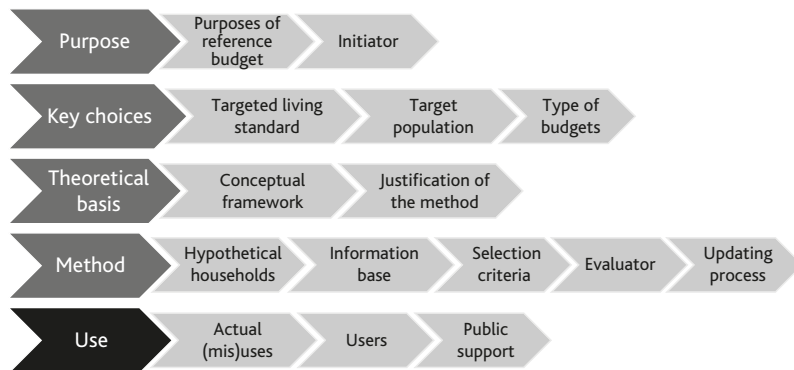 Purpose
Purposes of
reference
budget
Initiator
Key choices
Targeted living
standard
Target
population
Type of
budgets
Theoretical
basis
Conceptual
framework
Justification of
the method
Method
Hypothetical
households
Information
base
Selection
criteria
Evaluator
Updating
process
Use
Actual
(mis)uses
Users
Public
support